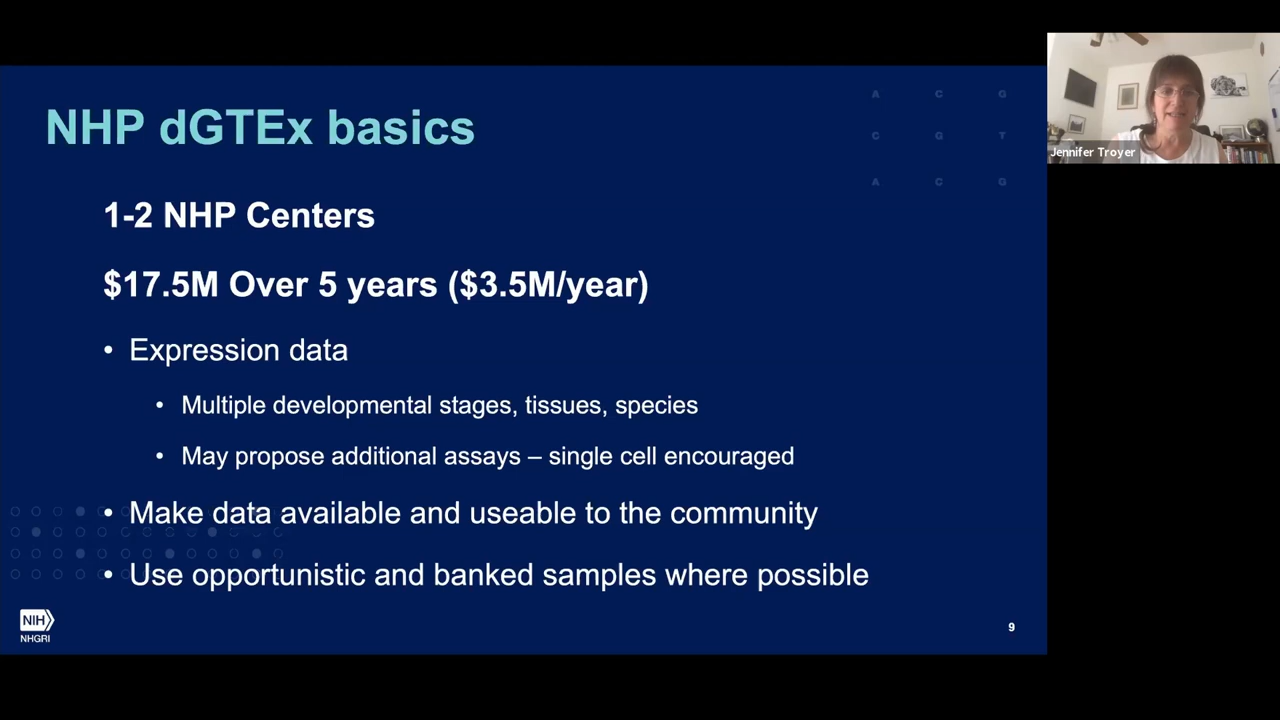 NHP dGTEx basics
A C G
C G T
A C G
1-2 NHP Centers
$17.5M Over 5 years ($3.5M/year)
• Expression data
• Multiple developmental stages, tissues, species
• May propose additional assays – single cell encouraged
• Make data available and useable to the community
• Use opportunistic and banked samples where possible
NIH
NHGRI
9
Jennifer Troyer